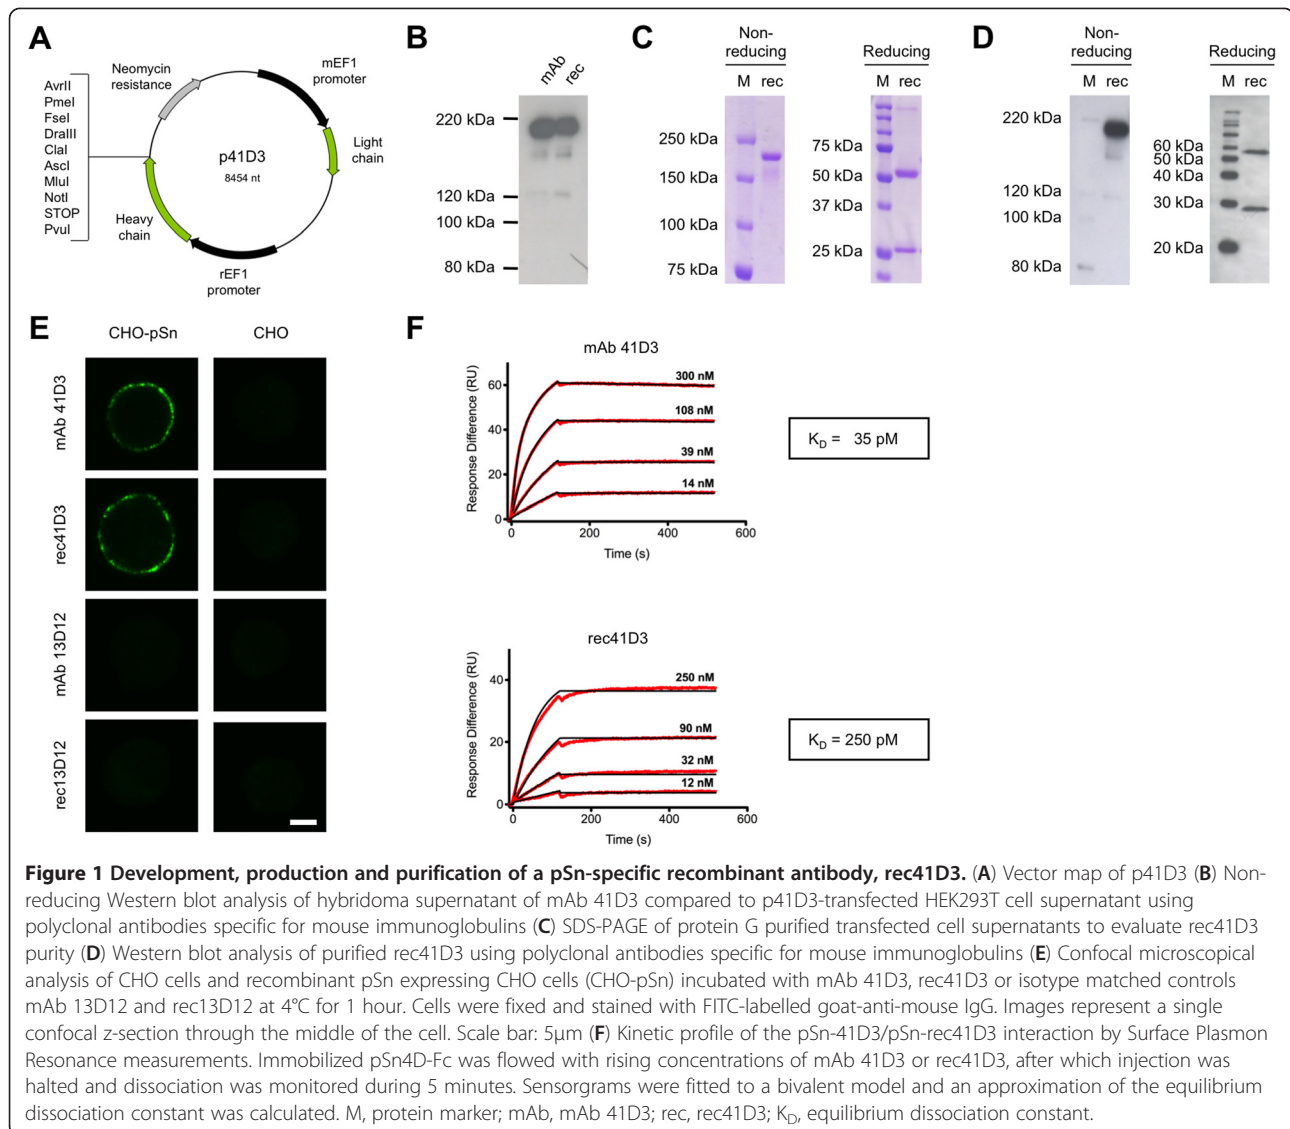 A
AvrII
PmeI
FseI
DraIII
ClaI
AscI
MluI
NotI
STOP
PvuI
Neomycin
resistance
mEF1
promoter
p41D3
8454 nt
Light
chain
Heavy
chain
rEF1
promoter
B
mAb
rec
220 kDa
120 kDa
100 kDa
80 kDa
C
Non-
reducing
M rec
250 kDa
150 kDa
100 kDa
75 kDa
Reducing
M rec
75 kDa
50 kDa
37 kDa
25 kDa
D
Non-
reducing
M rec
220 kDa
120 kDa
100 kDa
80 kDa
Reducing
M rec
60 kDa
50 kDa
40 kDa
30 kDa
20 kDa
E
CHO-pSn
CHO
mAb 41D3
rec41D3
mAb 13D12
rec13D12
F
mAb 41D3
Response Difference (RU)
60
40
20
0
300 nM
108 nM
39 nM
14 nM
0 200 400 600
Time (s)
KD = 35 pM
rec41D3
Response Difference (RU)
40
20
0
250 nM
90 nM
32 nM
12 nM
0 200 400 600
Time (s)
KD = 250 pM
Figure 1 Development, production and purification of a pSn-specific recombinant antibody, rec41D3. (A) Vector map of p41D3 (B) Non-
reducing Western blot analysis of hybridoma supernatant of mAb 41D3 compared to p41D3-transfected HEK293T cell supernatant using
polyclonal antibodies specific for mouse immunoglobulins (C) SDS-PAGE of protein G purified transfected cell supernatants to evaluate rec41D3
purity (D) Western blot analysis of purified rec41D3 using polyclonal antibodies specific for mouse immunoglobulins (E) Confocal microscopical
analysis of CHO cells and recombinant pSn expressing CHO cells (CHO-pSn) incubated with mAb 41D3, rec41D3 or isotype matched controls
mAb 13D12 and rec13D12 at 4°C for 1 hour. Cells were fixed and stained with FITC-labelled goat-anti-mouse IgG. Images represent a single
confocal z-section through the middle of the cell. Scale bar: 5μm (F) Kinetic profile of the pSn-41D3/pSn-rec41D3 interaction by Surface Plasmon
Resonance measurements. Immobilized pSn4D-Fc was flowed with rising concentrations of mAb 41D3 or rec41D3, after which injection was
halted and dissociation was monitored during 5 minutes. Sensorgrams were fitted to a bivalent model and an approximation of the equilibrium
dissociation constant was calculated. M, protein marker; mAb, mAb 41D3; rec, rec41D3; KD, equilibrium dissociation constant.